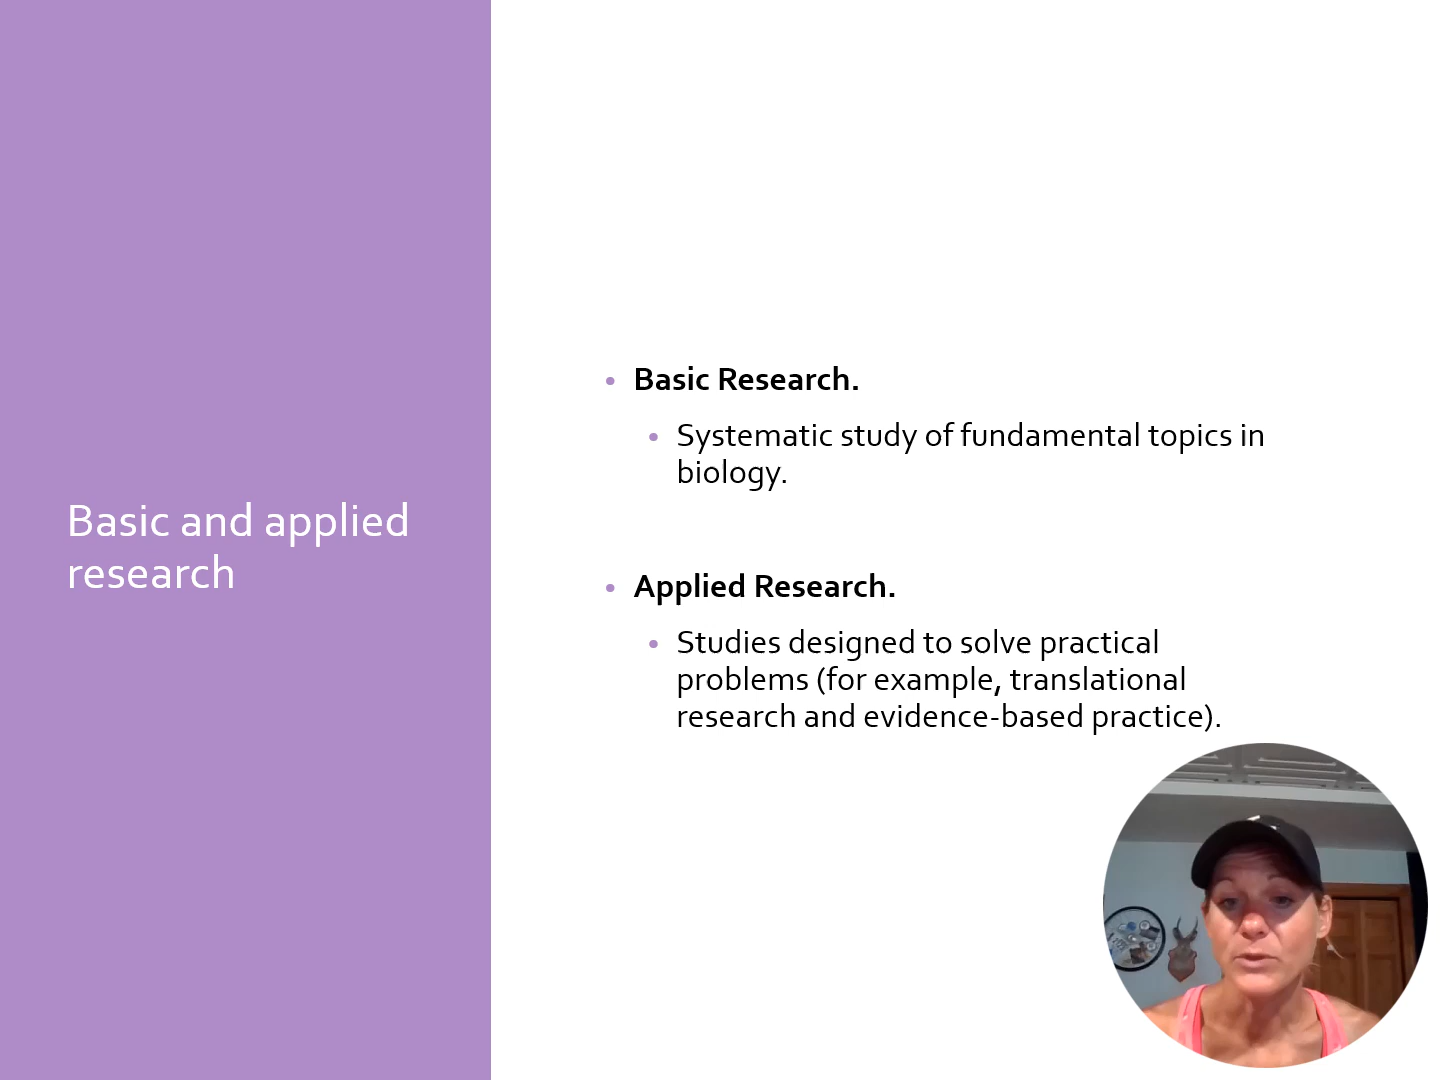 Basic and applied
research
• Basic Research.
• Systematic study of fundamental topics in
biology.
• Applied Research.
• Studies designed to solve practical
problems (for example, translational
research and evidence-based practice).